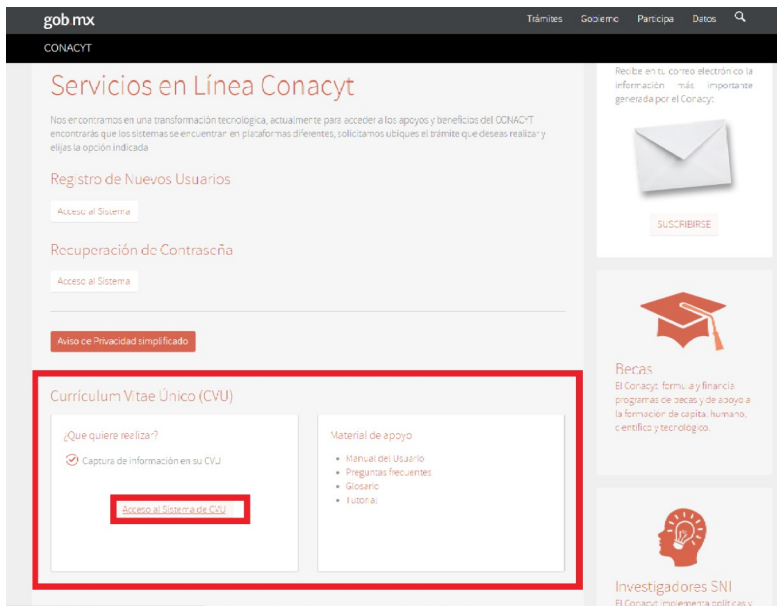 gob.mx
Trámites Gobierno Participa Datos
CONACYT
Servicios en Línea Conacyt
Nos encontramos en una transformación tecnológica, actualmente para acceder a los apoyos y beneficios del CONACYT
encontrarás que los sistemas se encuentran en plataformas diferentes, solicitamos ubiques el trámite que deseas realizar y
elijas la opción indicada
Registro de Nuevos Usuarios
Acceso al Sistema
Recuperación de Contraseña
Acceso al Sistema
Aviso de Privacidad simplificado
Curriculum Vitae Único (CVU)
¿Que quiere realizar?
Captura de información en su CVU
Acceso al Sistema de CVU
Material de apoyo
Manual del Usuario
Preguntas frecuentes
Glosario
Tutorial
Recibe en tu correo electrónico la
información más importante
generada por el Conacyt
SUSCRIBIRSE
Becas
El Conacyt formula y financia
programas de becas y de apoyo a
la formación de capital humano,
científico y tecnológico.
Investigadores SNI
El Conacyt implementa políticas y